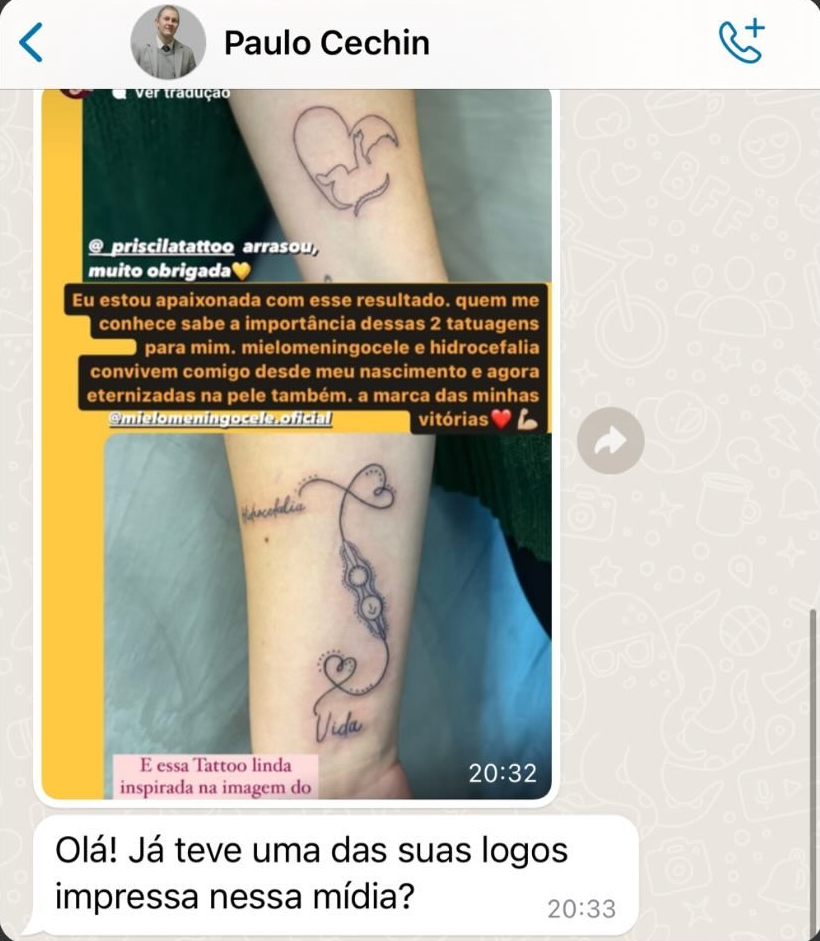 Paulo Cechin
Ver tradução
@_priscilatattoo arrasou,
muito obrigada💛
Eu estou apaixonada com esse resultado. quem me
conhece sabe a importância dessas 2 tatuagens
para mim. mielomeningocele e hidrocefalia
convivem comigo desde meu nascimento e agora
eternizadas na pele também. a marca das minhas
@mielomeningocele.oficial vitórias❤️💪🏼
Hidrocefalia
Vida
E essa Tattoo linda
inspirada na imagem do
20:32
Olá! Já teve uma das suas logos
impressa nessa mídia?
20:33